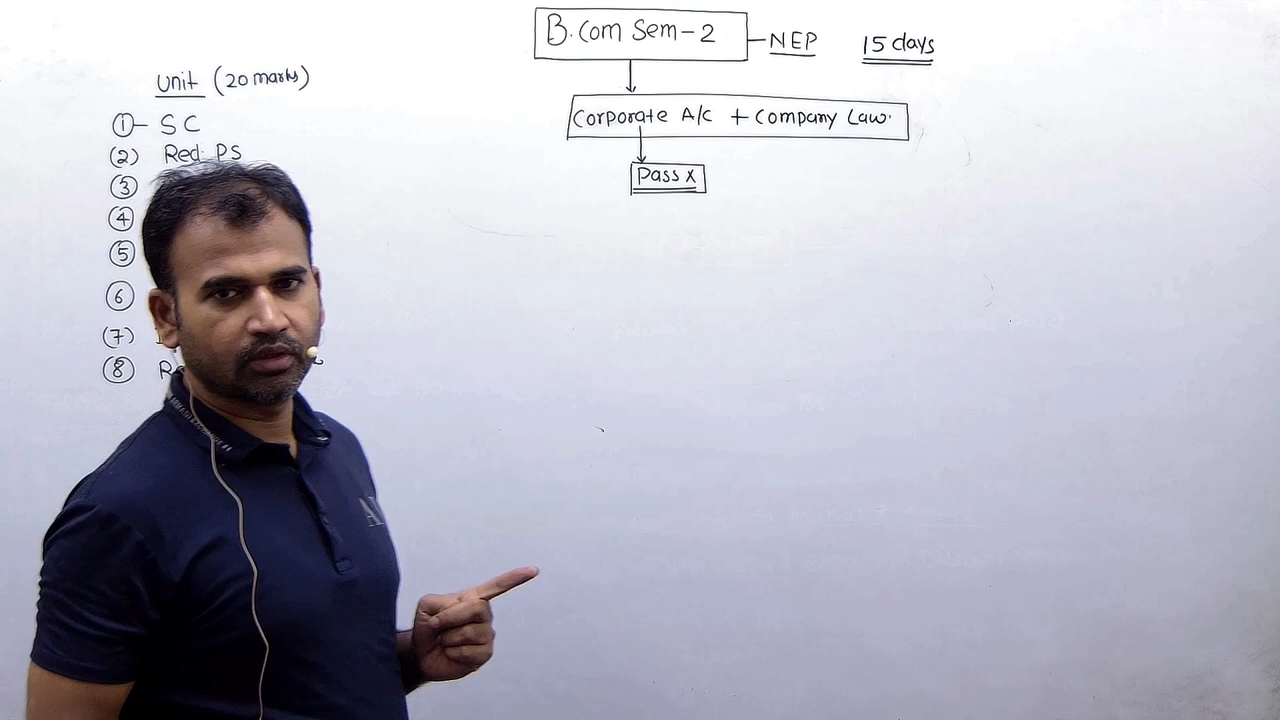 B.Com Sem-2
NEP 15 days
Corporate A/c + Company Law.
Pass x
Unit (20 marks)
1 - SC
(2) Red. PS
3
4
5
6
(7)
8